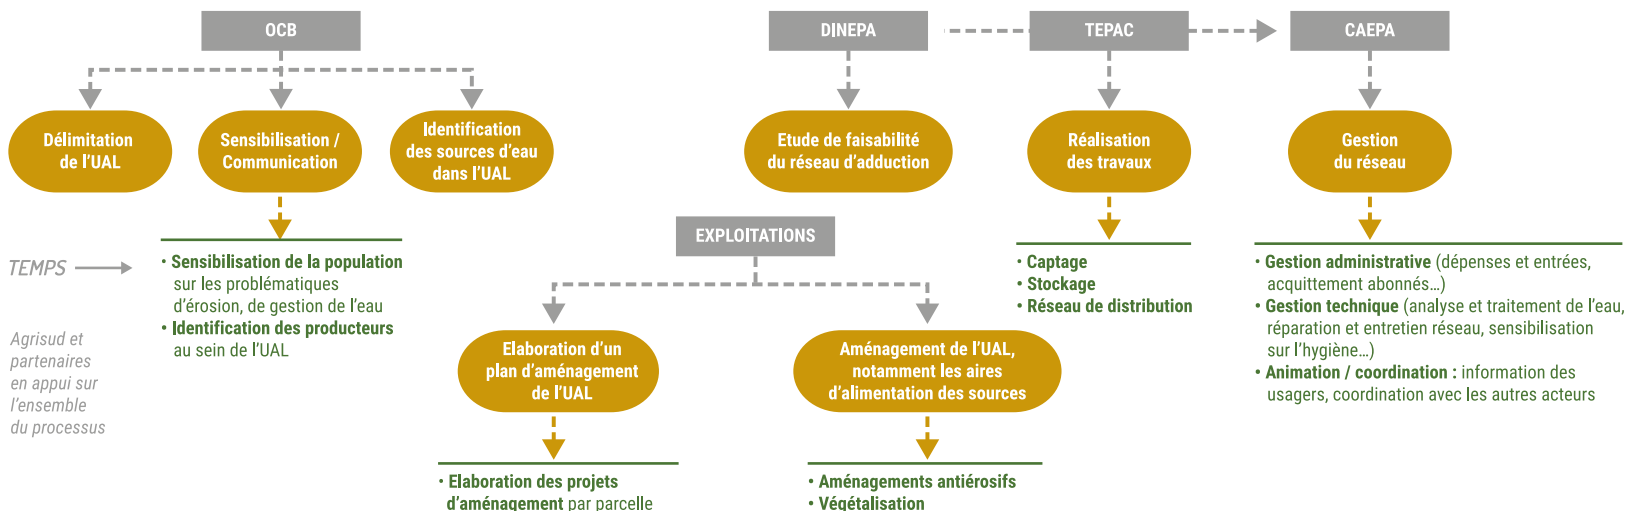 OCB
DINEPA
TEPAC
CAEPA
Délimitation
de l'UAL
Sensibilisation /
Communication
Identification
des sources d'eau
dans l'UAL
Etude de faisabilité
du réseau d'adduction
Réalisation
des travaux
Gestion
du réseau
TEMPS
Agrisud et
partenaires
en appui sur
l'ensemble
du processus
• Sensibilisation de la population
sur les problématiques
d'érosion, de gestion de l'eau
• Identification des producteurs
au sein de l'UAL
EXPLOITATIONS
Elaboration d'un
plan d'aménagement
de l'UAL
Aménagement de l'UAL,
notamment les aires
d'alimentation des sources
• Elaboration des projets
d'aménagement par parcelle
• Aménagements antiérosifs
• Végétalisation
• Captage
• Stockage
• Réseau de distribution
• Gestion administrative (dépenses et entrées,
acquittement abonnés...)
• Gestion technique (analyse et traitement de l'eau,
réparation et entretien réseau, sensibilisation
sur l'hygiène...)
• Animation / coordination : information des
usagers, coordination avec les autres acteurs